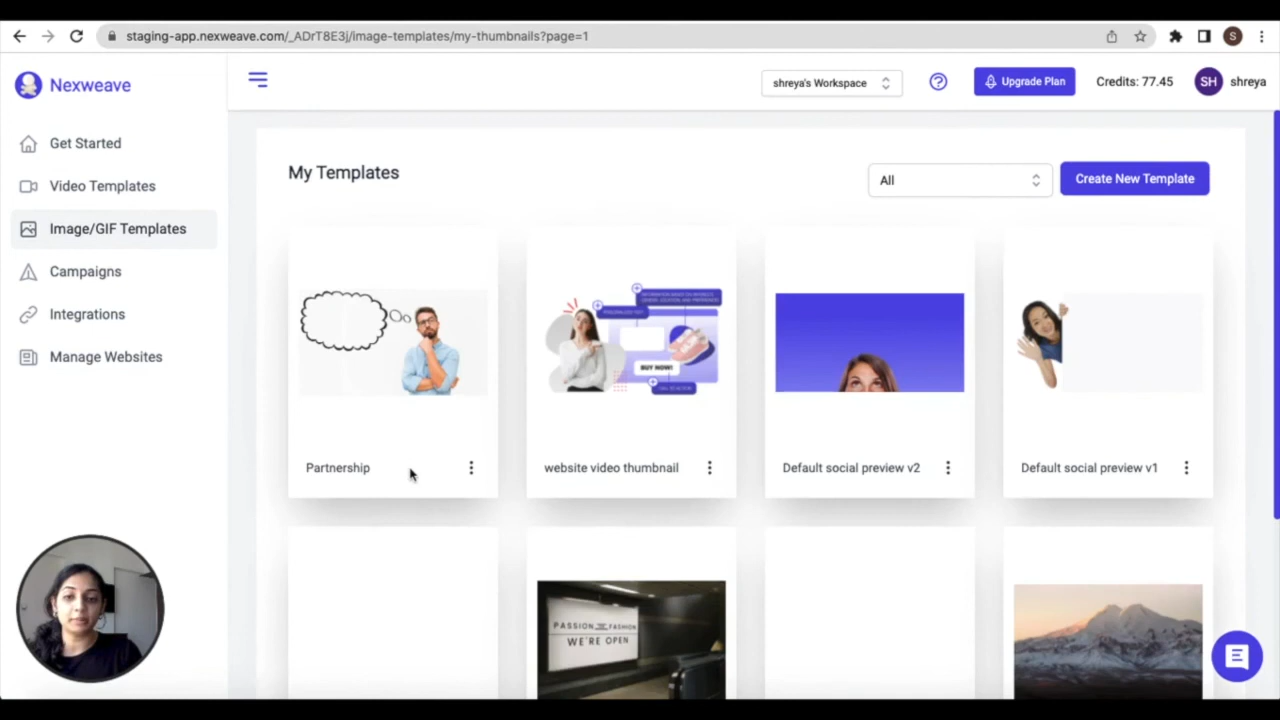 staging-app.nexweave.com/_ADrT8E3j/image-templates/my-thumbnails?page=1
S
Nexweave
shreya's Workspace
Upgrade Plan
Credits: 77.45
SH
shreya
Get Started
Video Templates
Image/GIF Templates
Campaigns
Integrations
Manage Websites
My Templates
All
Create New Template
BUY NOW!
Partnership
website video thumbnail
Default social preview v2
Default social preview v1
PASSION FASHION
WE'RE OPEN